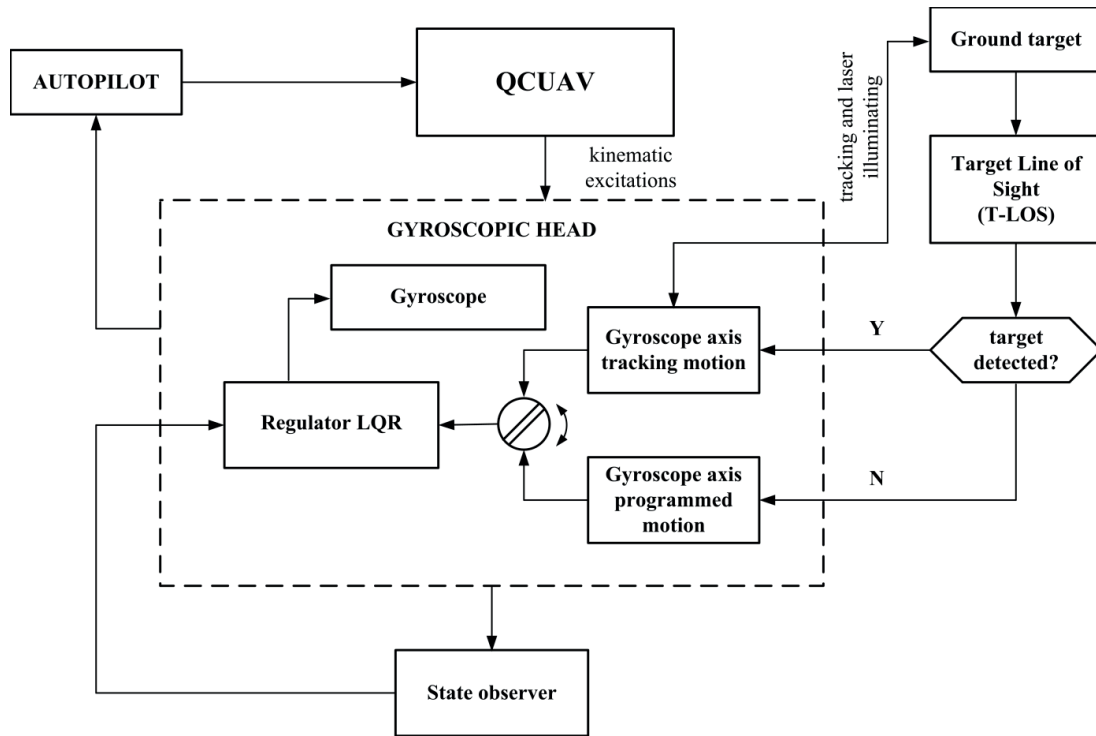 Ground target
AUTOPILOT
QCUAV
tracking and laser
illuminating
kinematic
excitations
Target Line of
Sight
(T-LOS)
GYROSCOPIC HEAD
Gyroscope
Gyroscope axis
tracking motion
Y
target
detected?
Regulator LQR
Gyroscope axis
programmed
motion
N
State observer